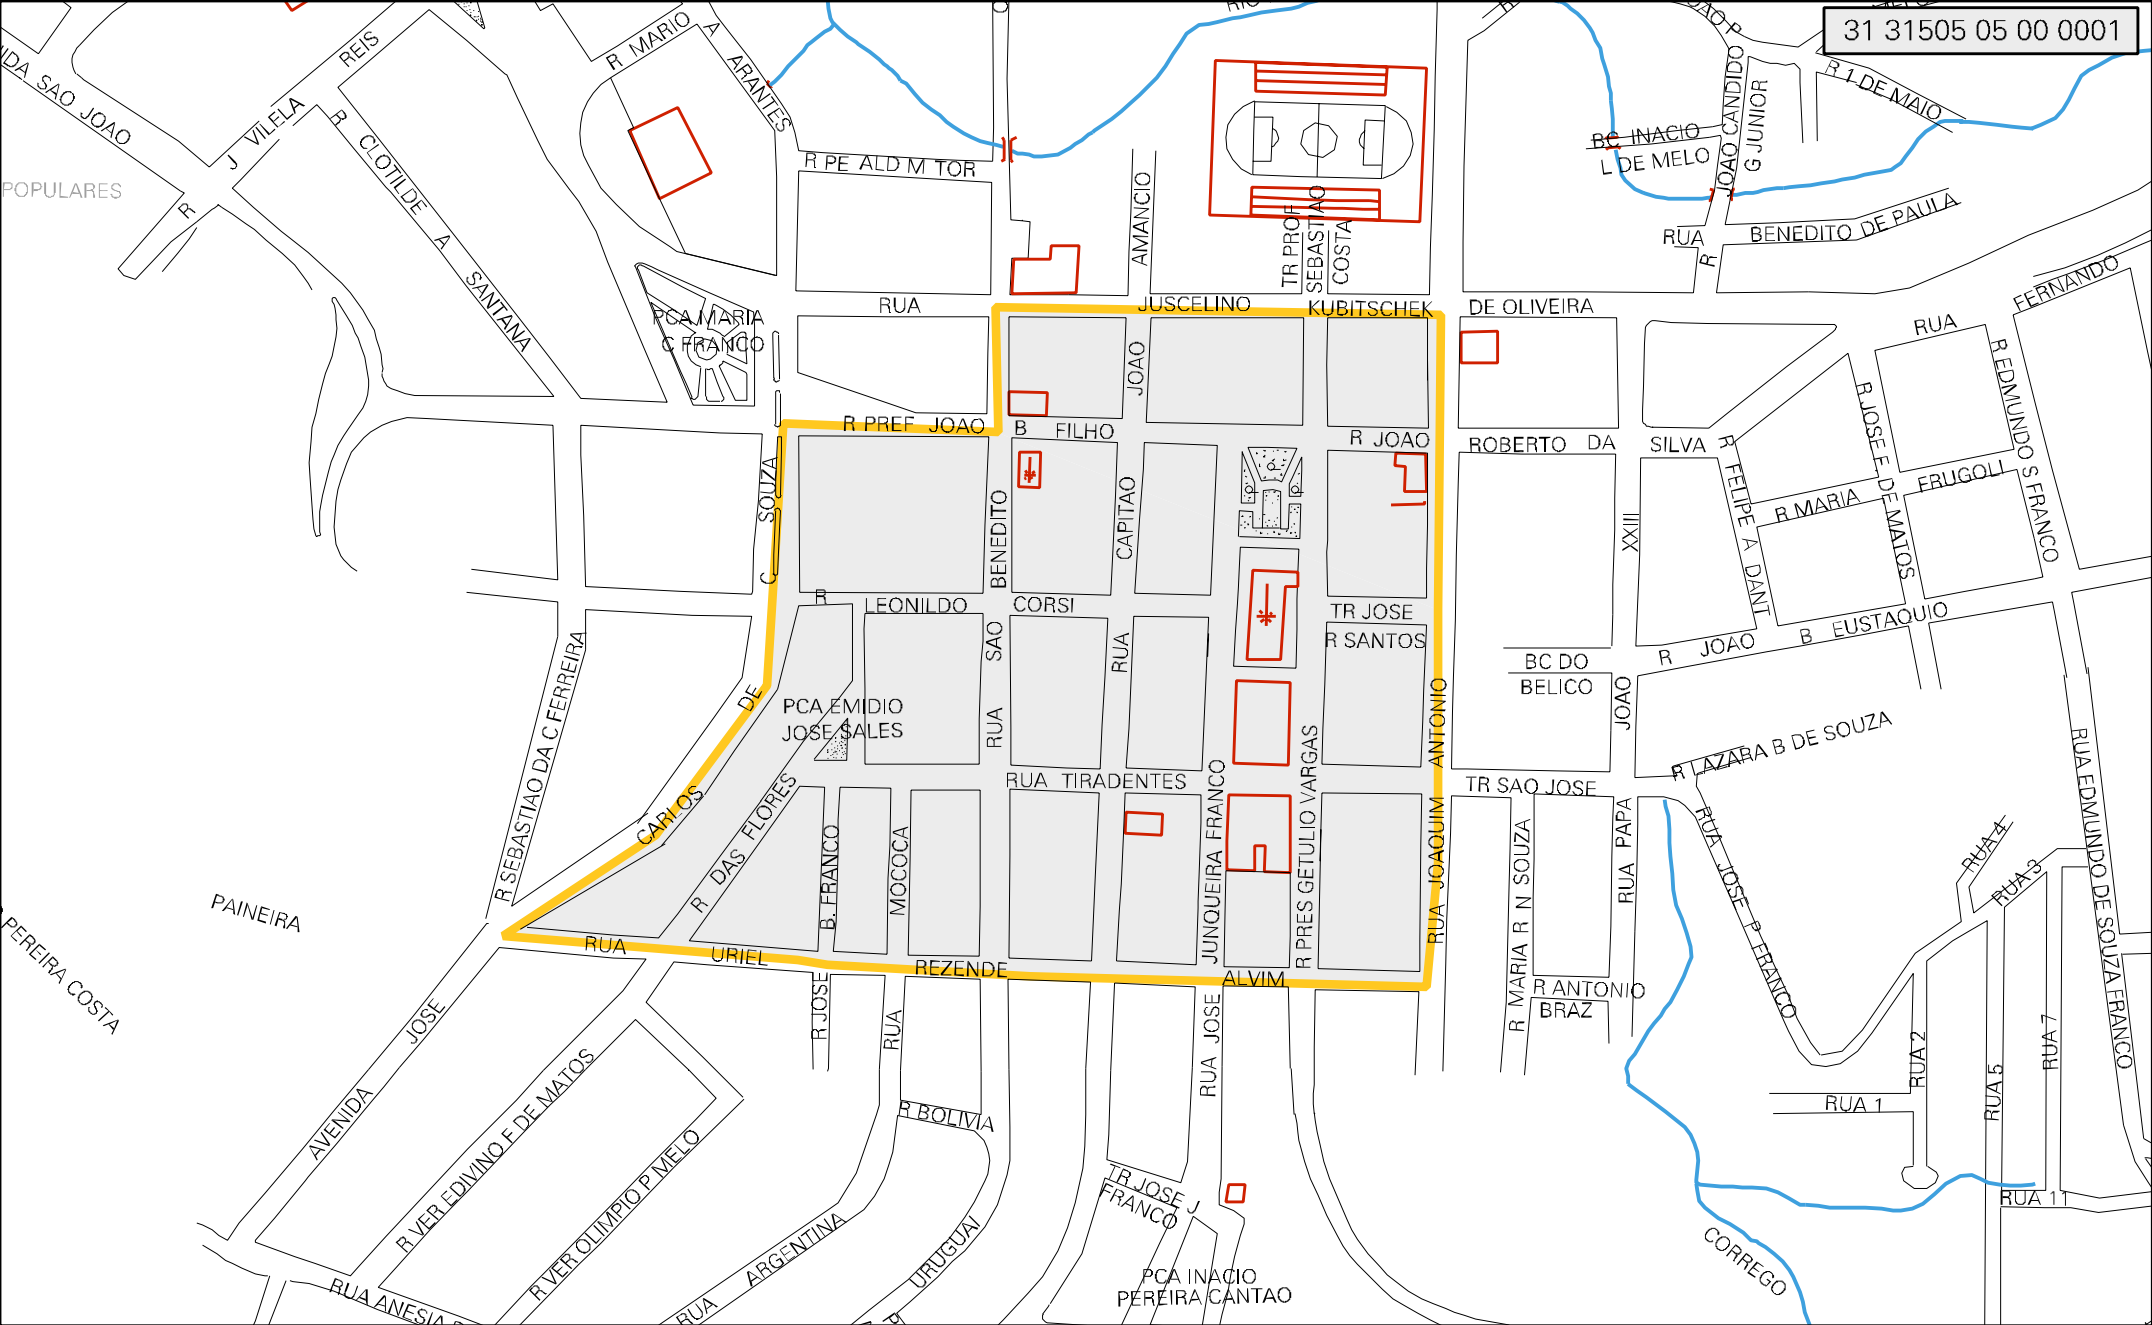 31 31505 05 00 0001
R MARIO A ARANTES
R J VILELA REIS
R CLOTILDE A SANTANA
SAO JOAO
POPULARES
R 1 DE MAIO
JOAO CANDIDO
G JUNIOR
BC INACIO
L DE MELO
R PE ALD M TOR
AMANCIO
TR PROF
SEBASTIAO
COSTA
RUA BENEDITO DE PAULA
R
FERNANDO
RUA JUSCELINO KUBITSCHEK DE OLIVEIRA
RUA
PCA MARIA
C FRANCO
JOAO
R EDMUNDO S FRANCO
R JOSE F DE MATOS
R PREF JOAO B FILHO
R JOAO ROBERTO DA SILVA
R FELIPE A DANT
R MARIA FRUGOLI
C SOUZA
BENEDITO
CAPITAO
XXIII
R LEONILDO CORSI
TR JOSE
R SANTOS
SAO
RUA
R JOAO B EUSTAQUIO
BC DO
BELICO
R SEBASTIAO DA C FERREIRA
DE
PCA EMIDIO
JOSE SALES
RUA
JOAO
RUA JOAQUIM ANTONIO
R LAZARA B DE SOUZA
RUA TIRADENTES
TR SAO JOSE
CARLOS
R DAS FLORES
B. FRANCO
MOCOCA
JUNQUEIRA FRANCO
R PRES GETULIO VARGAS
R MARIA R N SOUZA
RUA PAPA
RUA JOSE P FRANCO
RUA EDMUNDO DE SOUZA FRANCO
RUA 4
RUA 3
PAINEIRA
PEREIRA COSTA
RUA URIEL REZENDE ALVIM
R ANTONIO
BRAZ
R JOSE
RUA
RUA JOSE
AVENIDA JOSE
RUA 2
RUA 5
RUA 7
RUA 1
R VER EDIVINO F DE MATOS
R BOLIVIA
R VER OLIMPIO P MELO
TR JOSE J
FRANCO
RUA 11
RUA ARGENTINA
URUGUAI
CORREGO
PCA INACIO
PEREIRA CANTAO
RUA ANESIA